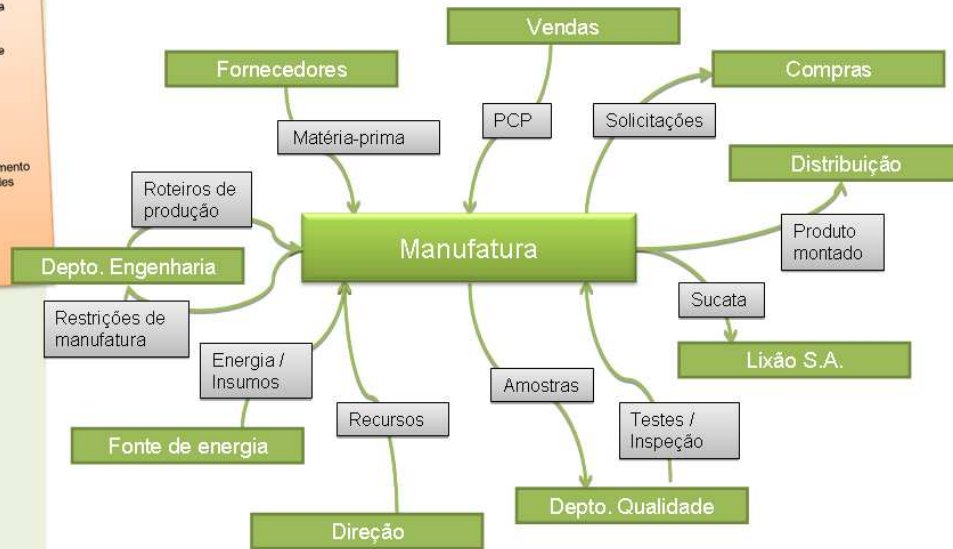 Vendas
Fornecedores
Compras
PCP
Solicitações
Matéria-prima
Distribuição
Roteiros de
produção
Manufatura
Produto
montado
Depto. Engenharia
Sucata
Restrições de
manufatura
Energia /
Insumos
Lixão S.A.
Amostras
Recursos
Testes /
Inspeção
Fonte de energia
Depto. Qualidade
Direção